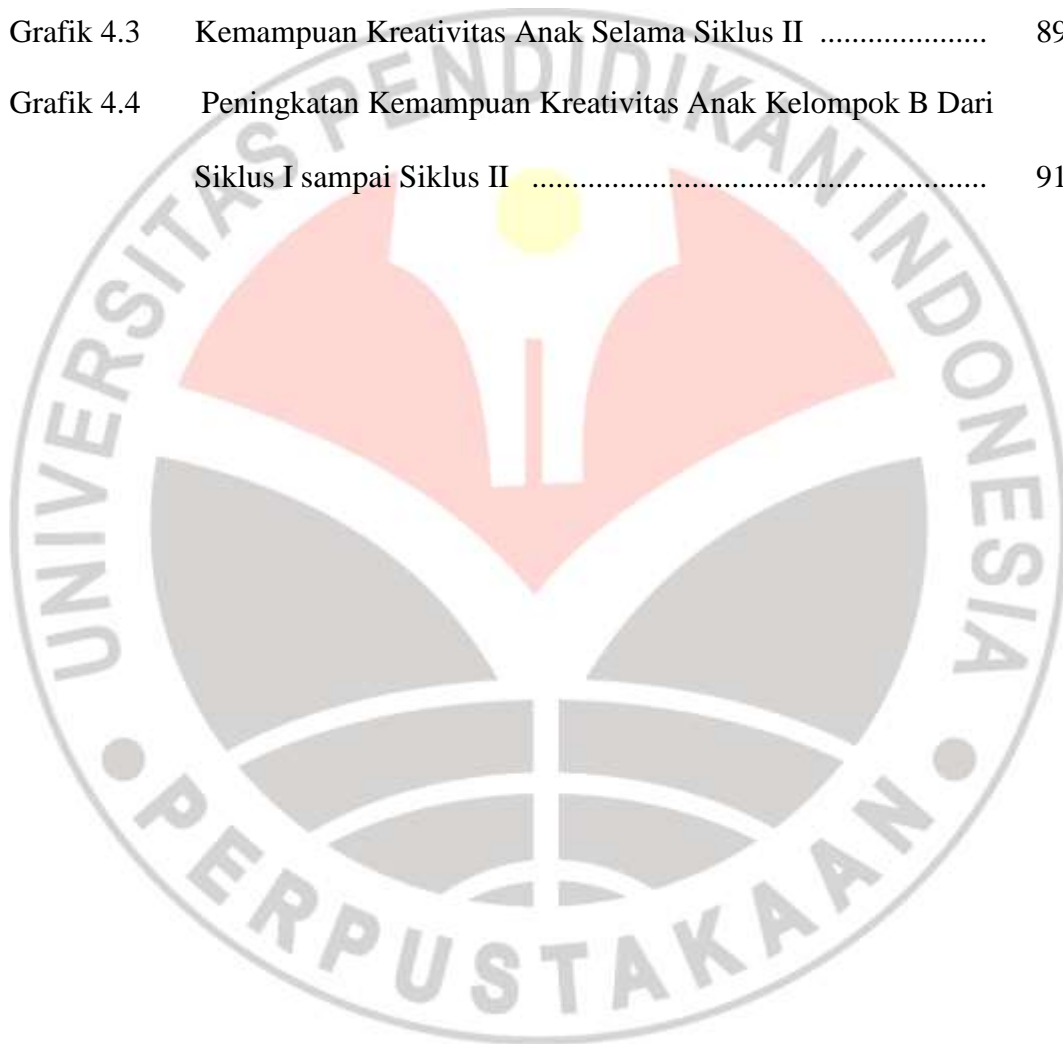 Grafik 4.3 Kemampuan Kreativitas Anak Selama Siklus II ..................... 89
Grafik 4.4 Peningkatan Kemampuan Kreativitas Anak Kelompok B Dari
Siklus I sampai Siklus II ......................................................... 91
UNIVERSITAS PENDIDIKAN INDONESIA
PERPUSTAKAAN